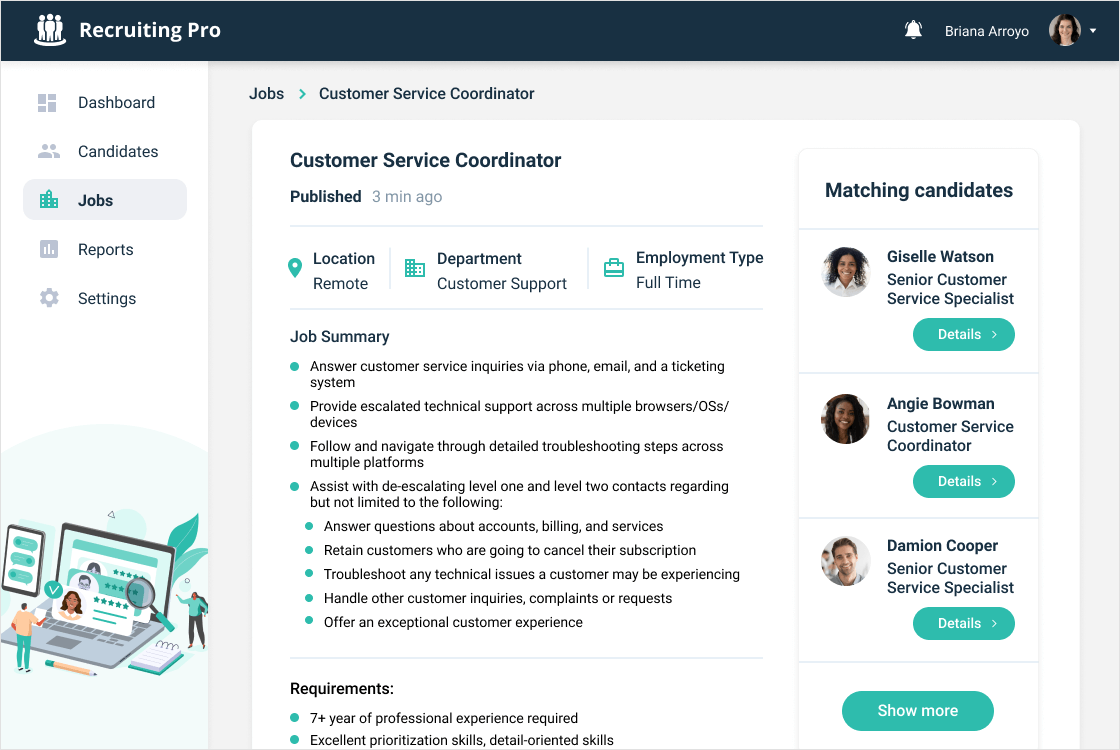 Recruiting Pro
Briana Arroyo
Dashboard
Candidates
Jobs
Reports
Settings
Jobs > Customer Service Coordinator
Customer Service Coordinator
Published 3 min ago
Location
Remote
Department
Customer Support
Employment Type
Full Time
Job Summary
Answer customer service inquiries via phone, email, and a ticketing
system
Provide escalated technical support across multiple browsers/OSs/
devices
Follow and navigate through detailed troubleshooting steps across
multiple platforms
Assist with de-escalating level one and level two contacts regarding
but not limited to the following:
Answer questions about accounts, billing, and services
Retain customers who are going to cancel their subscription
Troubleshoot any technical issues a customer may be experiencing
Handle other customer inquiries, complaints or requests
Offer an exceptional customer experience
Requirements:
7+ year of professional experience required
Excellent prioritization skills, detail-oriented skills
Matching candidates
Giselle Watson
Senior Customer
Service Specialist
Details
Angie Bowman
Customer Service
Coordinator
Details
Damion Cooper
Senior Customer
Service Specialist
Details
Show more